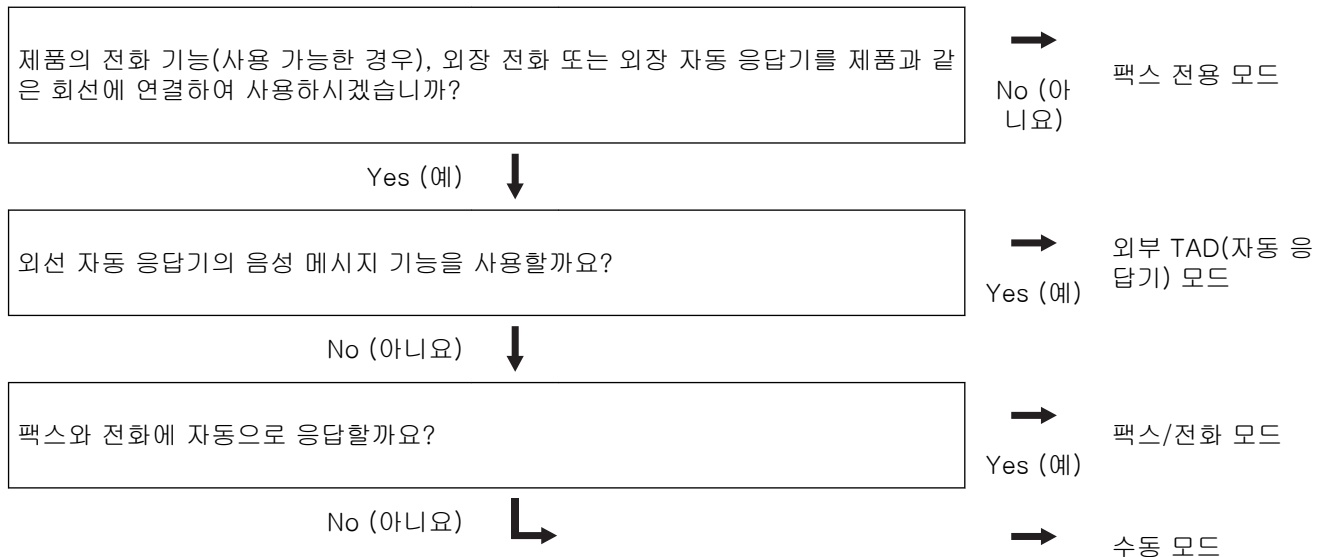 제품의 전화 기능(사용 가능한 경우), 외장 전화 또는 외장 자동 응답기를 제품과 같
은 회선에 연결하여 사용하시겠습니까?
No (아
니요)
팩스 전용 모드
Yes (예)
외선 자동 응답기의 음성 메시지 기능을 사용할까요?
Yes (예)
외부 TAD(자동 응
답기) 모드
No (아니요)
팩스와 전화에 자동으로 응답할까요?
Yes (예)
팩스/전화 모드
No (아니요)
수동 모드